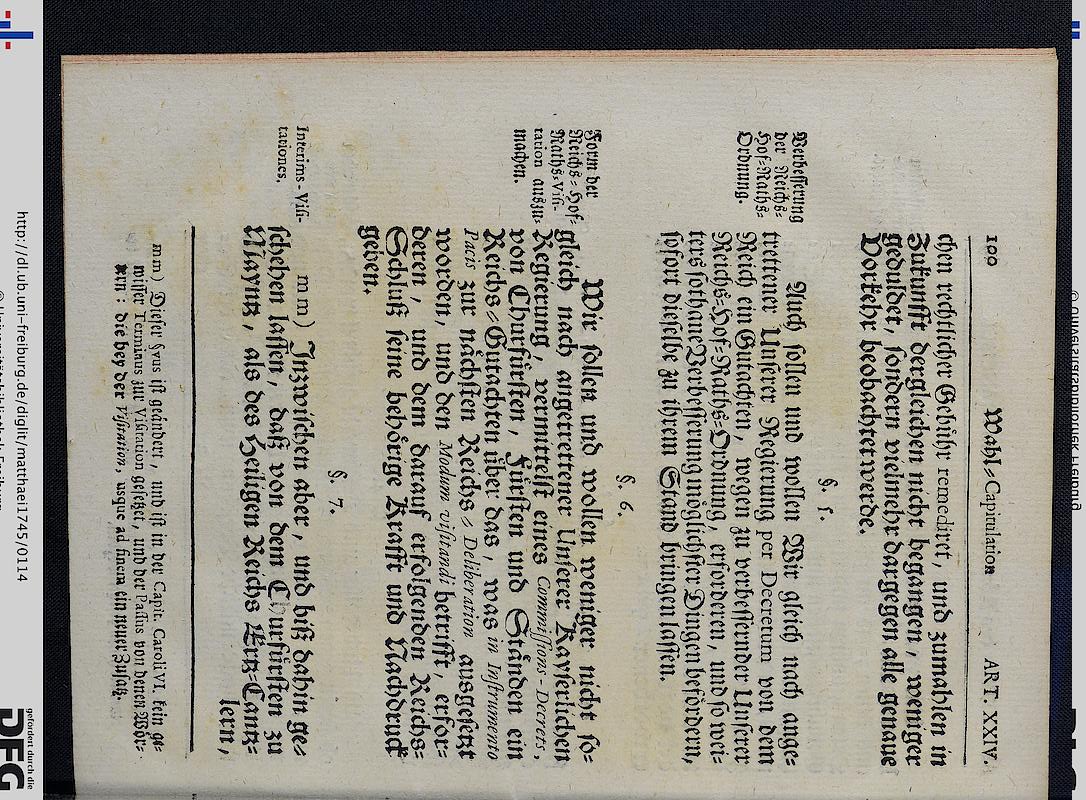 100 Wahl⸗Capitulation ART. XXIV.
chen rechtlicher Gebühr remediret, und zumahlen in
Zukunfft dergleichen nicht begangen, weniger
geduldet, sondern vielmehr dargegen alle genaue
Vorkehr beobachtet werde.
§. 5.
Verbesserung
der Reichs⸗
Hof⸗Raths⸗
Ordnung.
Auch sollen und wollen Wir gleich nach ange⸗
trettener Unserer Regierung per Decretum von dem
Reich ein Gutachten, wegen zu verbessernder Unserer
Reichs⸗Hof⸗Raths⸗Ordnung, erforderen, und so wei⸗
ters sothane Verbesserung möglichster Dingen befördern,
sofort dieselbe zu ihrem Stand bringen lassen.
§. 6.
Form der
Reichs⸗Hof⸗
Raths⸗Visi⸗
tation auszu⸗
machen.
Wir sollen und wollen weniger nicht so⸗
gleich nach angetrettener Unserer Kayserlichen
Regierung, vermittelst eines Commissions-Decrets,
von Churfürsten, Fürsten und Ständen ein
Reichs⸗Gutachten über das, was in Instrumento
Pacis zur nächsten Reichs⸗Deliberation ausgesetzt
worden, und den Modum visitandi betrifft, erfor⸗
deren, und dem darauf erfolgenden Reichs⸗
Schluß seine behörige Krafft und Nachdruck
geben.
§. 7.
Interims-Visi⸗
tationes.
mm) Inzwischen aber, und biß dahin ge⸗
schehen lassen, daß von dem Churfürsten zu
Maynz, als des Heiligen Reichs Ertz⸗Cantz⸗
lern,
mm) Dieser §vus ist geändert, und ist in der Capit. Caroli VI. kein ge⸗
wisser Terminus zur Visitation gesetzet, und der Passus von denen Wör⸗
tern: die bey der Visitation, usque ad finem ein neuer Zusatz.
http://dl.ub.uni-freiburg.de/diglit/matthaei1745/0114
gefördert durch die
DFG